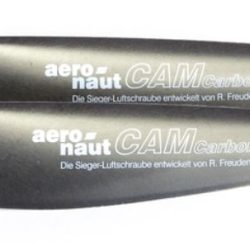 aero-
naut CAM Carbon
Die Sieger-Luftschraube entwickelt von R. Freuden
aero-
naut CAM Carbon
Die Sieger-Luftschraube entwickelt von R. Freuden